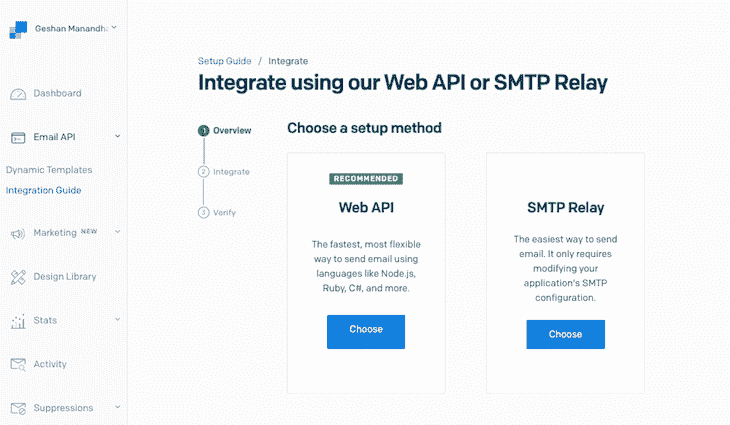 Geshan Manandha
Dashboard
Email API
Dynamic Templates
Integration Guide
Marketing NEW
Design Library
Stats
Activity
Suppressions
Setup Guide / Integrate
Integrate using our Web API or SMTP Relay
1 Overview
2 Integrate
3 Verify
Choose a setup method
RECOMMENDED
Web API
The fastest, most flexible
way to send email using
languages like Node.js,
Ruby, C#, and more.
Choose
SMTP Relay
The easiest way to send
email. It only requires
modifying your
application's SMTP
configuration.
Choose